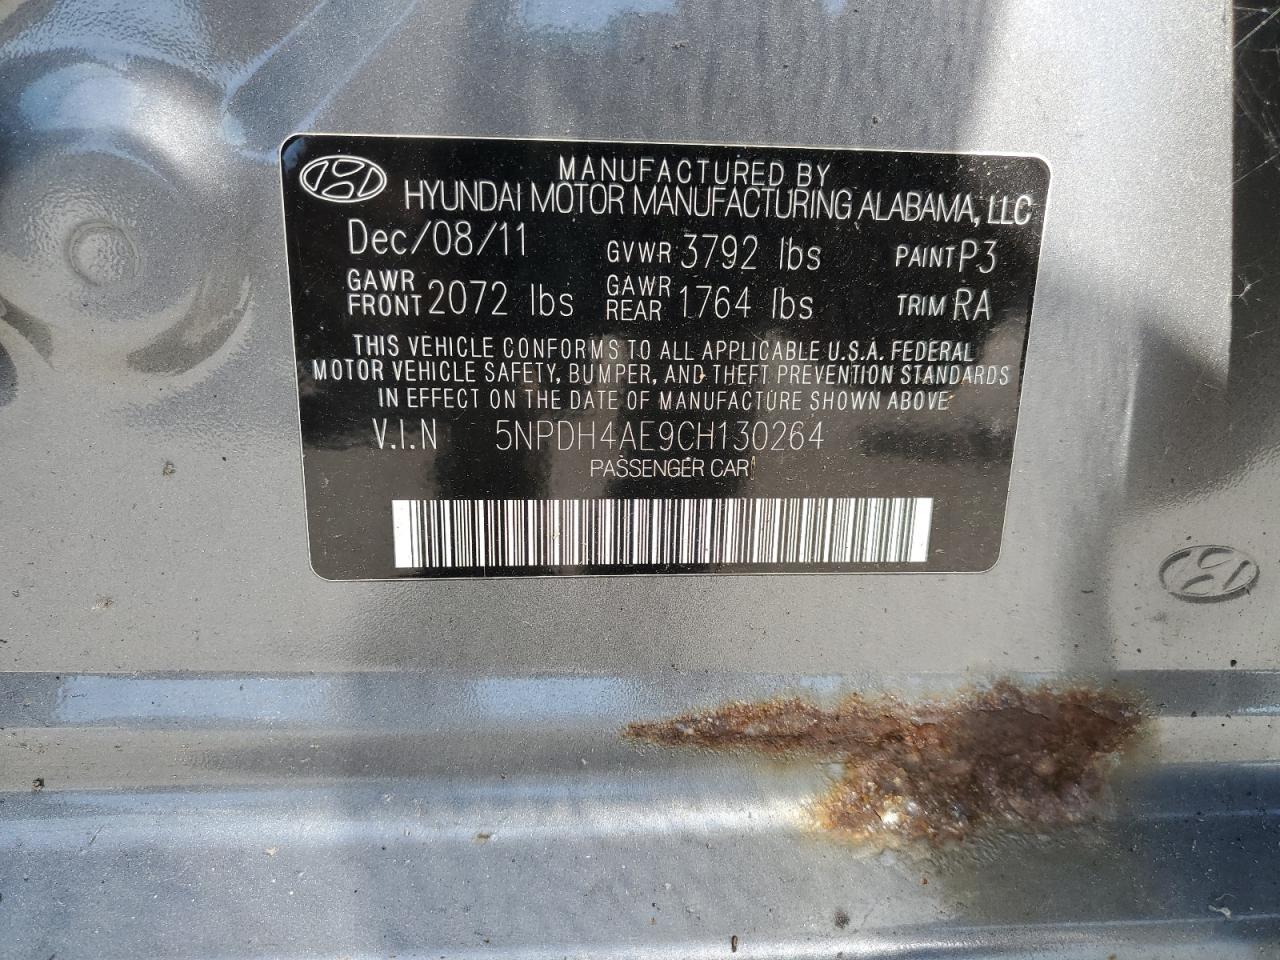 MANUFACTURED BY
HYUNDAI MOTOR MANUFACTURING ALABAMA, LLC
Dec/08/11 GVWR 3792 lbs PAINT P3
GAWR FRONT 2072 lbs GAWR REAR 1764 lbs TRIM RA
THIS VEHICLE CONFORMS TO ALL APPLICABLE U.S.A. FEDERAL
MOTOR VEHICLE SAFETY, BUMPER, AND THEFT PREVENTION STANDARDS
IN EFFECT ON THE DATE OF MANUFACTURE SHOWN ABOVE
V.I.N 5NPDH4AE9CH130264
PASSENGER CAR